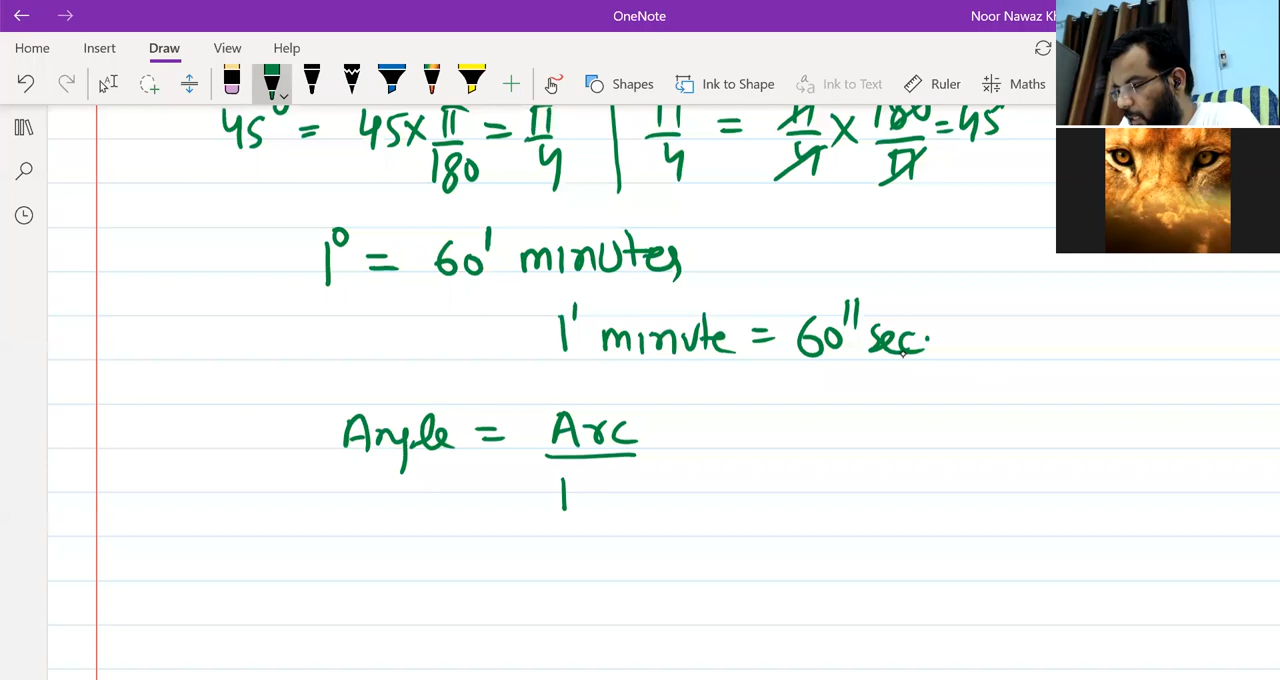 OneNote
Noor Nawaz Kh
Home Insert Draw View Help
Shapes Ink to Shape Ink to Text Ruler Maths
45° = 45 × π/180 = π/4 | π/4 = π/4 × 180/π = 45
1° = 60' minutes
1' minute = 60'' sec.
Angle = Arc